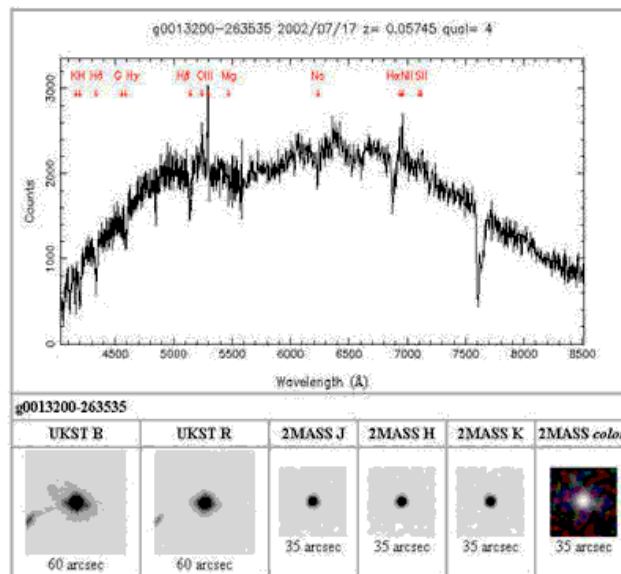 g0013200-263535 2002/07/17 z= 0.05745 qual= 4
KH Hδ G Hγ Hβ OIII Mg Na HαNII SII
Counts
0 1000 2000 3000
4500 5000 5500 6000 6500 7000 7500 8000 8500
Wavelength (Å)
g0013200-263535
UKST B UKST R 2MASS J 2MASS H 2MASS K 2MASS color
35 arcsec 35 arcsec 35 arcsec 35 arcsec
60 arcsec 60 arcsec